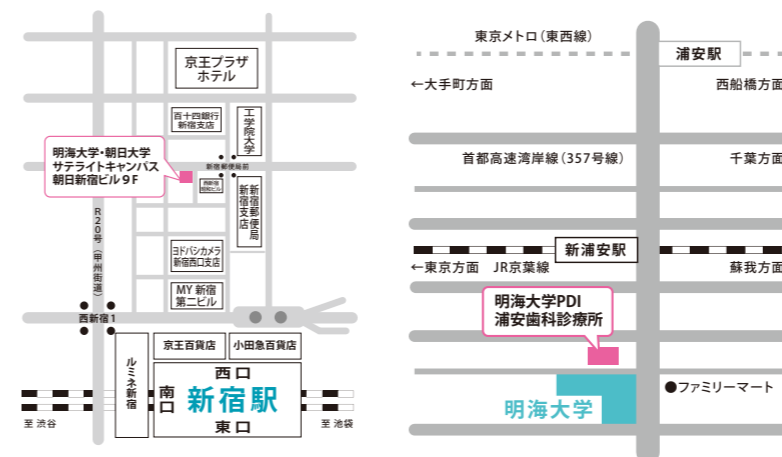 京王プラザ
ホテル
百十四銀行
新宿支店
工学院大学
明海大学・朝日大学
サテライトキャンパス
朝日新宿ビル9F
新宿郵便局前
新宿郵便局
新宿支店
R20号（甲州街道）
ヨドバシカメラ
新宿西口支店
MY 新宿
第二ビル
西新宿1
京王百貨店
小田急百貨店
ルミネ新宿
西口
南口
新宿駅
東口
至 渋谷
至 池袋
東京メトロ（東西線）
浦安駅
←大手町方面
西船橋方面
首都高速湾岸線（357号線）
千葉方面
新浦安駅
←東京方面 JR京葉線
蘇我方面
明海大学PDI
浦安歯科診療所
●ファミリーマート
明海大学